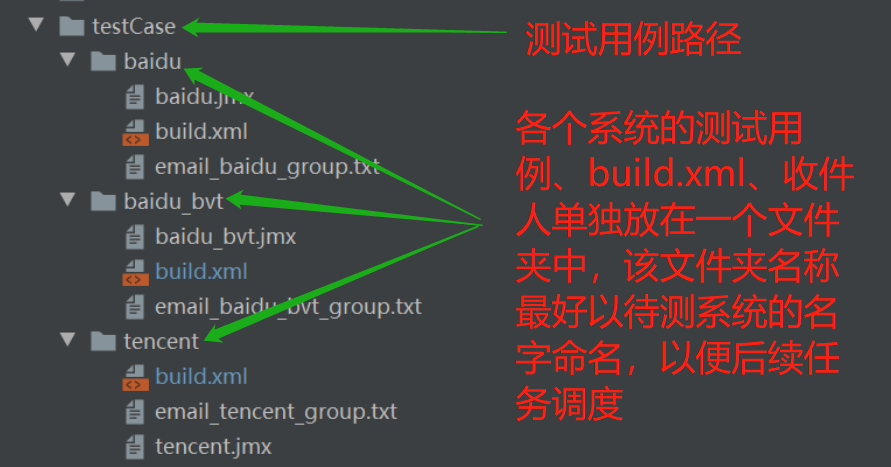 testCase
测试用例路径
baidu
baidu.jmx
build.xml
email_baidu_group.txt
baidu_bvt
baidu_bvt.jmx
build.xml
email_baidu_bvt_group.txt
tencent
build.xml
email_tencent_group.txt
tencent.jmx
各个系统的测试用
例、build.xml、收件
人单独放在一个文件
夹中，该文件夹名称
最好以待测系统的名
字命名，以便后续任
务调度